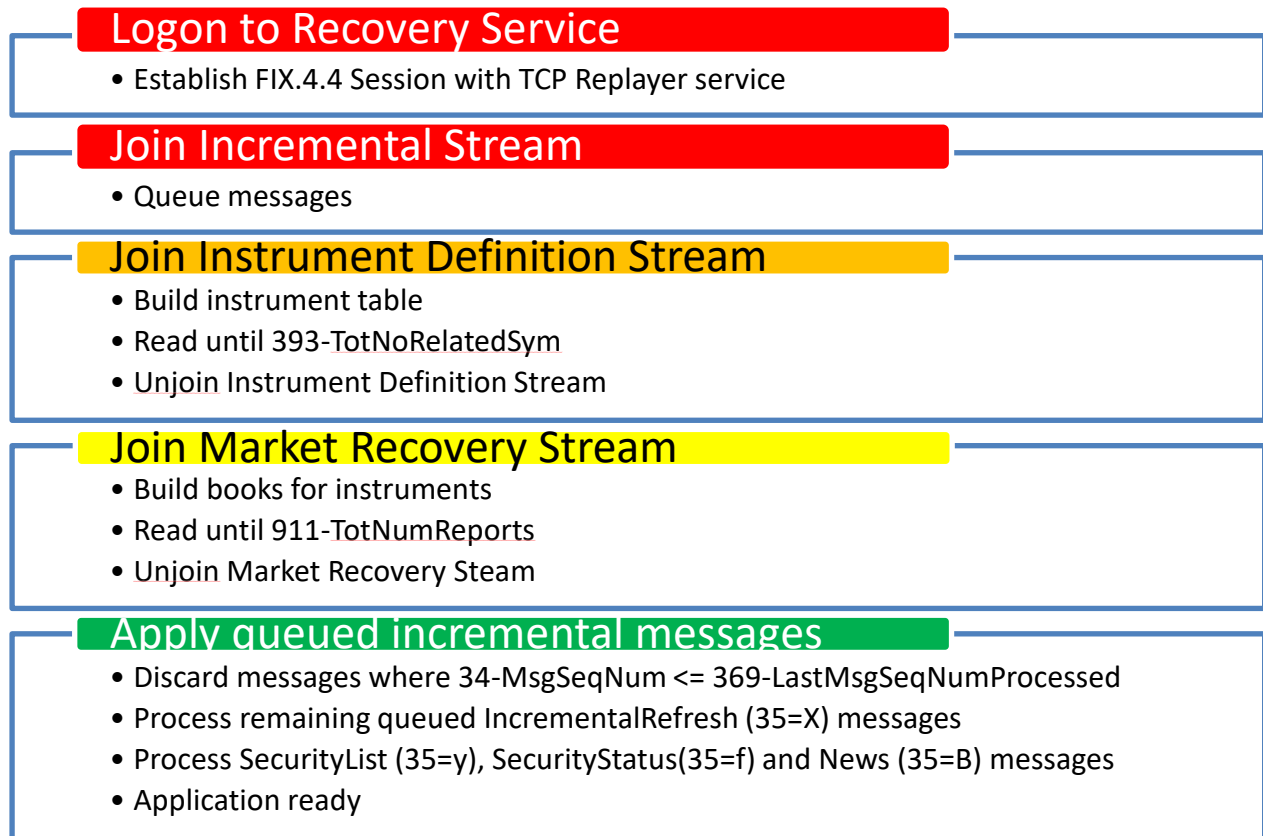 Logon to Recovery Service
• Establish FIX.4.4 Session with TCP Replayer service
Join Incremental Stream
• Queue messages
Join Instrument Definition Stream
• Build instrument table
• Read until 393-TotNoRelatedSym
• Unjoin Instrument Definition Stream
Join Market Recovery Stream
• Build books for instruments
• Read until 911-TotNumReports
• Unjoin Market Recovery Steam
Apply queued incremental messages
• Discard messages where 34-MsgSeqNum <= 369-LastMsgSeqNumProcessed
• Process remaining queued IncrementalRefresh (35=X) messages
• Process SecurityList (35=y), SecurityStatus(35=f) and News (35=B) messages
• Application ready